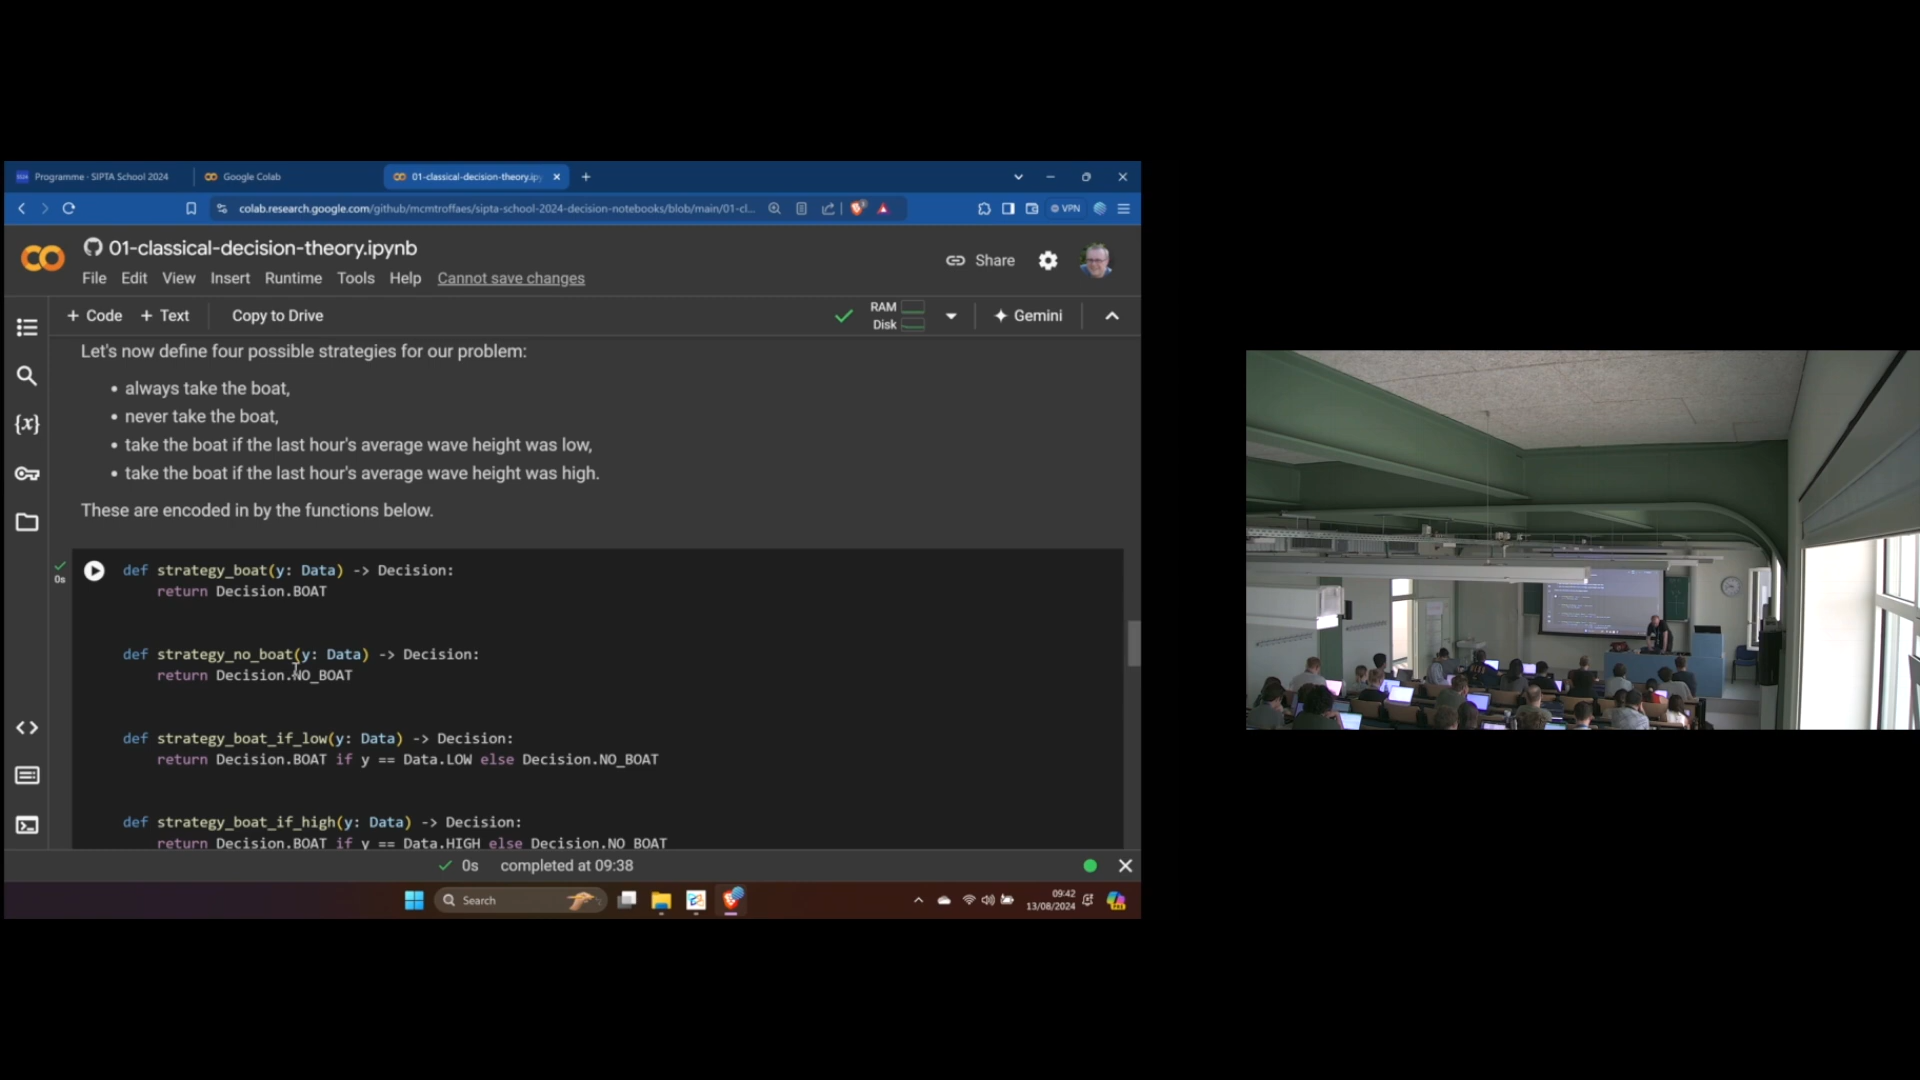 Programme · SIPTA School 2024
Google Colab
01-classical-decision-theory.ip
colab.research.google.com/github/mcmtroffaes/sipta-school-2024-decision-notebooks/blob/main/01-cl...
VPN
01-classical-decision-theory.ipynb
File Edit View Insert Runtime Tools Help Cannot save changes
Share
+ Code + Text Copy to Drive
RAM
Disk
Gemini
Let's now define four possible strategies for our problem:
• always take the boat,
• never take the boat,
• take the boat if the last hour's average wave height was low,
• take the boat if the last hour's average wave height was high.
These are encoded in by the functions below.
0s
def strategy_boat(y: Data) -> Decision:
return Decision.BOAT
def strategy_no_boat(y: Data) -> Decision:
return Decision.NO_BOAT
def strategy_boat_if_low(y: Data) -> Decision:
return Decision.BOAT if y == Data.LOW else Decision.NO_BOAT
def strategy_boat_if_high(y: Data) -> Decision:
return Decision.BOAT if y == Data.HIGH else Decision.NO_BOAT
0s completed at 09:38
Search
09:42
13/08/2024